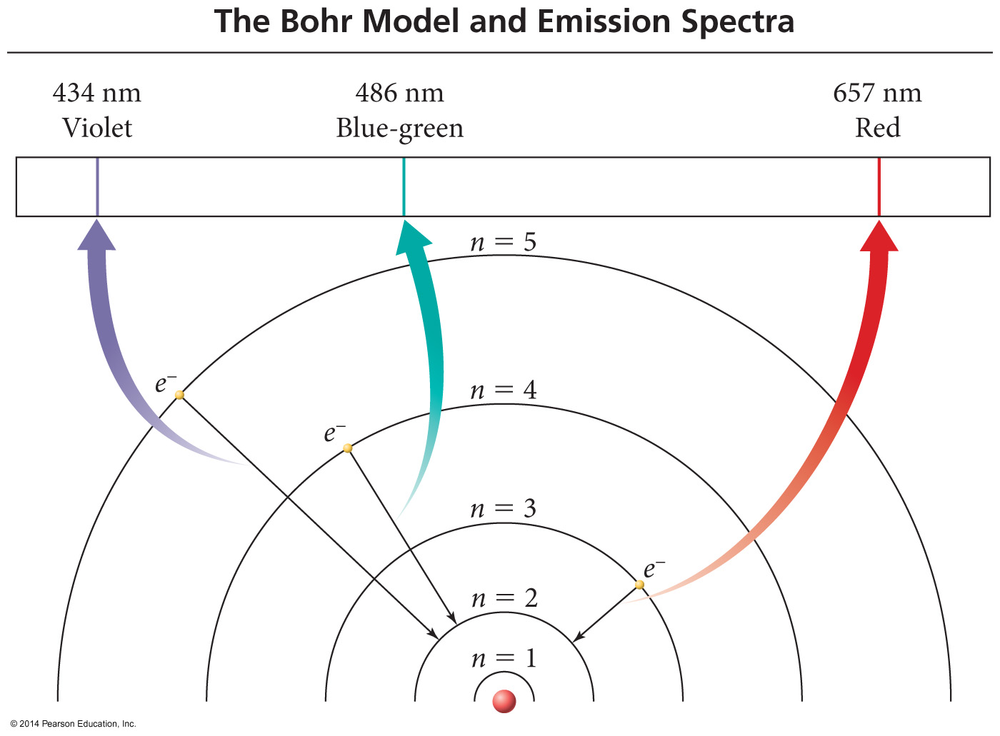 The Bohr Model and Emission Spectra
434 nm
Violet
486 nm
Blue-green
657 nm
Red
n = 5
e⁻
n = 4
e⁻
n = 3
e⁻
n = 2
n = 1
© 2014 Pearson Education, Inc.